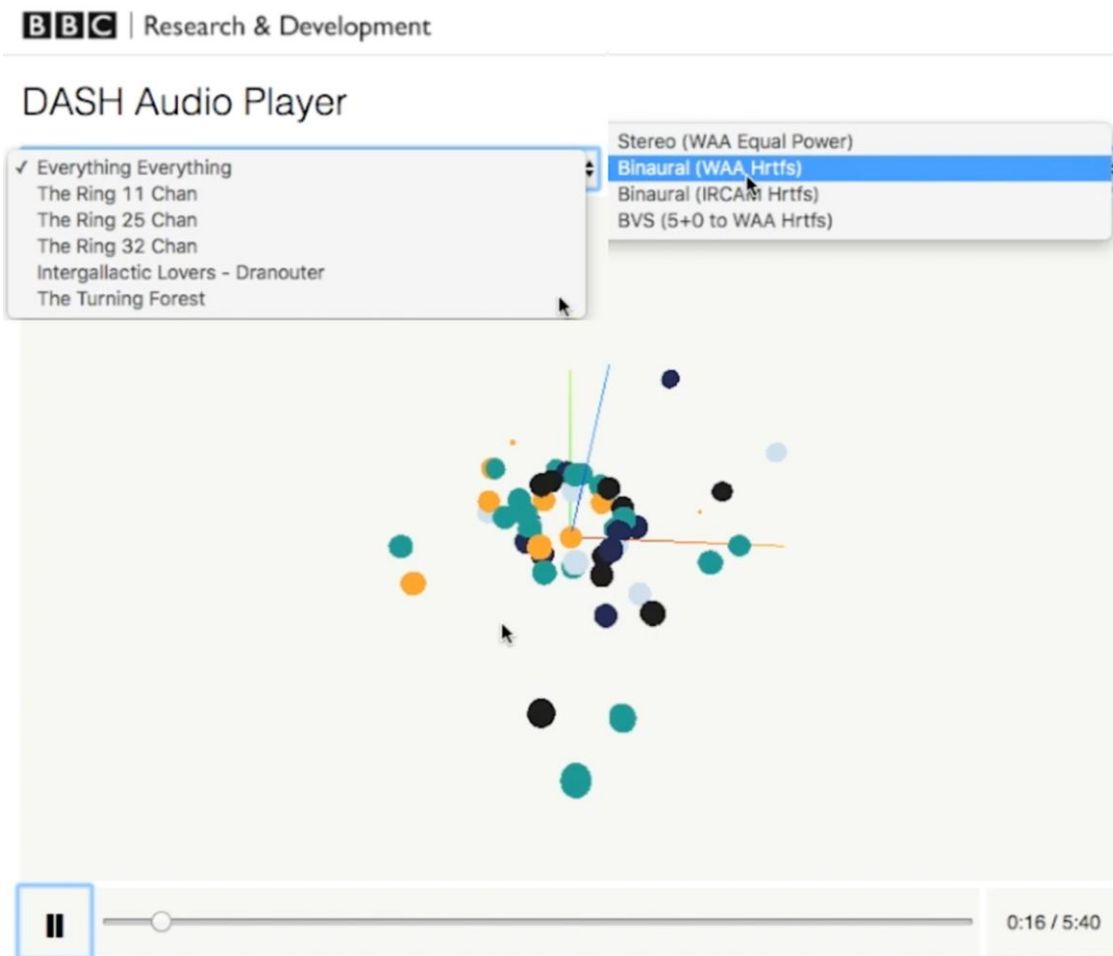 BBC | Research & Development
DASH Audio Player
✓ Everything Everything
The Ring 11 Chan
The Ring 25 Chan
The Ring 32 Chan
Intergallactic Lovers - Dranouter
The Turning Forest
Stereo (WAA Equal Power)
Binaural (WAA Hrtfs)
Binaural (IRCAM Hrtfs)
BVS (5+0 to WAA Hrtfs)
0:16 / 5:40